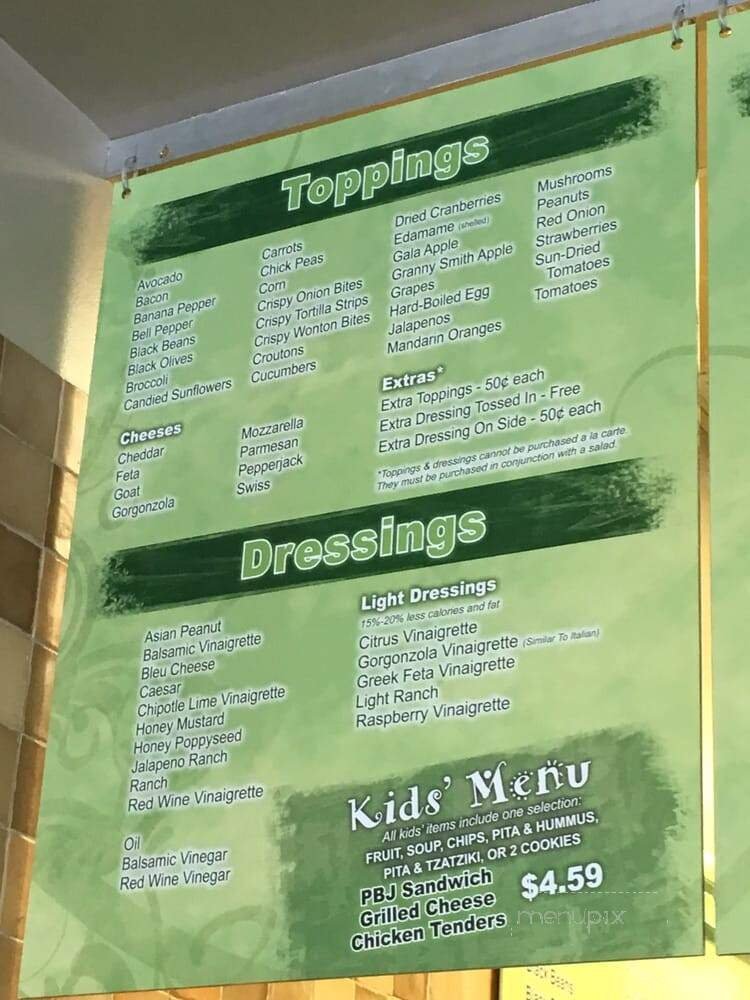 Toppings
Avocado
Bacon
Banana Pepper
Bell Pepper
Black Beans
Black Olives
Broccoli
Candied Sunflowers
Carrots
Chick Peas
Corn
Crispy Onion Bites
Crispy Tortilla Strips
Crispy Wonton Bites
Croutons
Cucumbers
Dried Cranberries
Edamame (shelled)
Gala Apple
Granny Smith Apple
Grapes
Hard-Boiled Egg
Jalapenos
Mandarin Oranges
Mushrooms
Peanuts
Red Onion
Strawberries
Sun-Dried
Tomatoes
Tomatoes
Cheeses
Cheddar
Feta
Goat
Gorgonzola
Mozzarella
Parmesan
Pepperjack
Swiss
Extras*
Extra Toppings - 50¢ each
Extra Dressing Tossed In - Free
Extra Dressing On Side - 50¢ each
*Toppings & dressings cannot be purchased a la carte.
They must be purchased in conjunction with a salad.
Dressings
Asian Peanut
Balsamic Vinaigrette
Bleu Cheese
Caesar
Chipotle Lime Vinaigrette
Honey Mustard
Honey Poppyseed
Jalapeno Ranch
Ranch
Red Wine Vinaigrette
Oil
Balsamic Vinegar
Red Wine Vinegar
Light Dressings
15%-20% less calories and fat
Citrus Vinaigrette
Gorgonzola Vinaigrette (Similar To Italian)
Greek Feta Vinaigrette
Light Ranch
Raspberry Vinaigrette
Kids' Menu
All kids' items include one selection:
FRUIT, SOUP, CHIPS, PITA & HUMMUS,
PITA & TZATZIKI, OR 2 COOKIES
PBJ Sandwich
Grilled Cheese
Chicken Tenders
$4.59
menupix
Black Beans